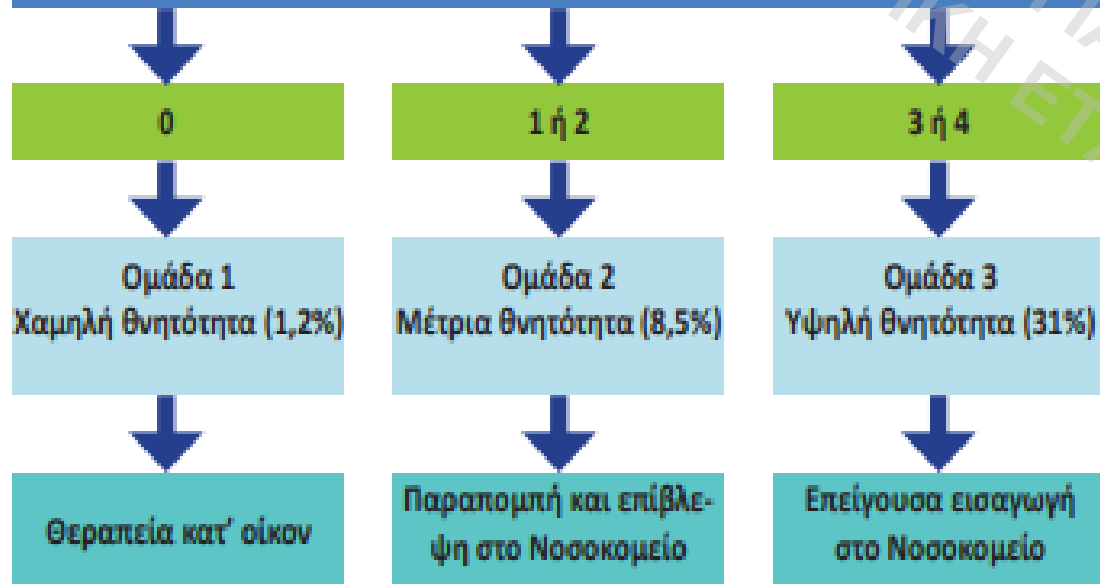 0
1 ή 2
3 ή 4
Ομάδα 1
Χαμηλή θνητότητα (1,2%)
Ομάδα 2
Μέτρια θνητότητα (8,5%)
Ομάδα 3
Υψηλή θνητότητα (31%)
Θεραπεία κατ' οίκον
Παραπομπή και επίβλε-
ψη στο Νοσοκομείο
Επείγουσα εισαγωγή
στο Νοσοκομείο